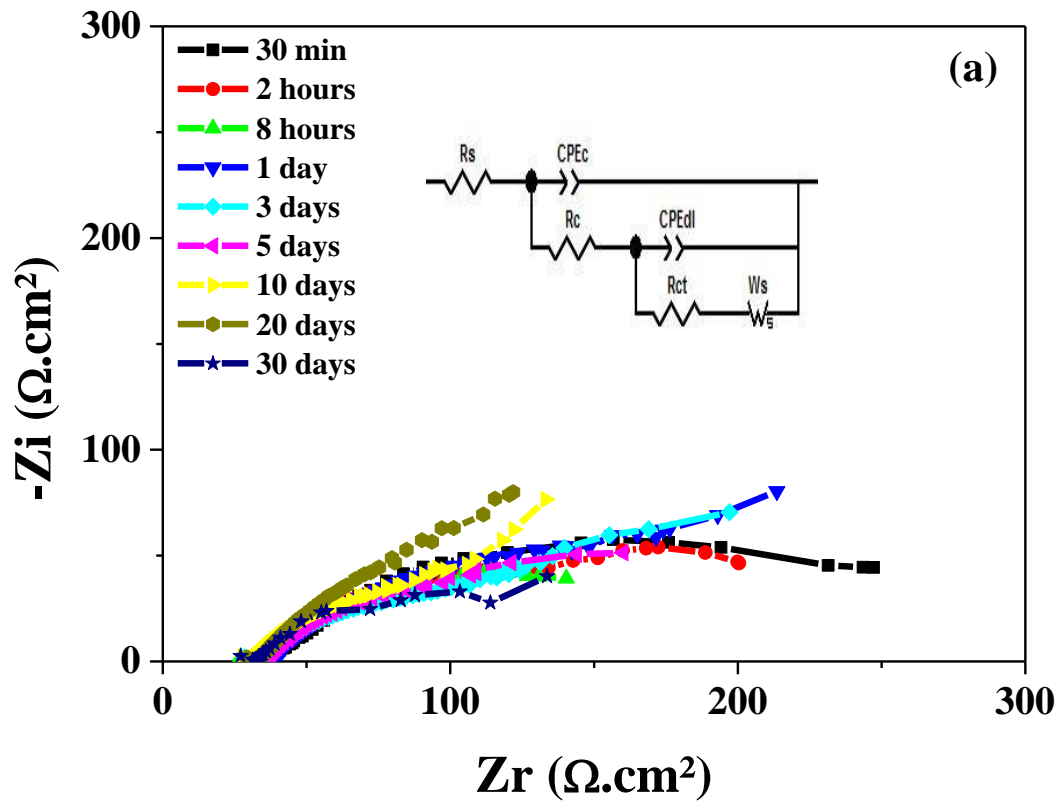 300
200
100
0
-Zi (Ω.cm²)
30 min
2 hours
8 hours
1 day
3 days
5 days
10 days
20 days
30 days
(a)
Rs
CPEc
Rc
CPEdl
Rct
Ws
s
0
100
200
300
Zr (Ω.cm²)